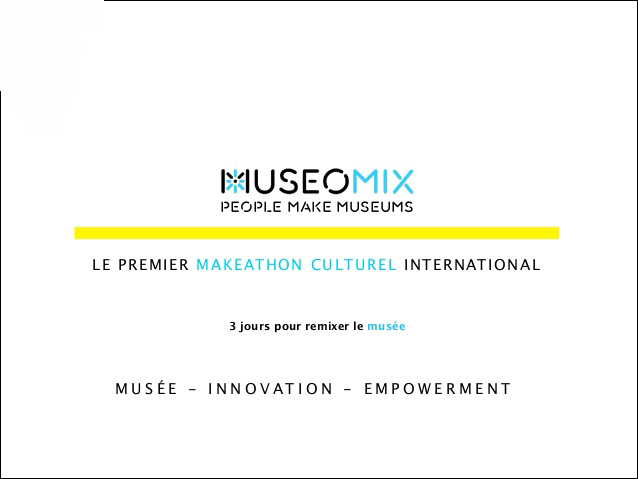 MUSEOMIX
PEOPLE MAKE MUSEUMS
LE PREMIER MAKEATHON CULTUREL INTERNATIONAL
3 jours pour remixer le musée
MUSÉE – INNOVATION – EMPOWERMENT